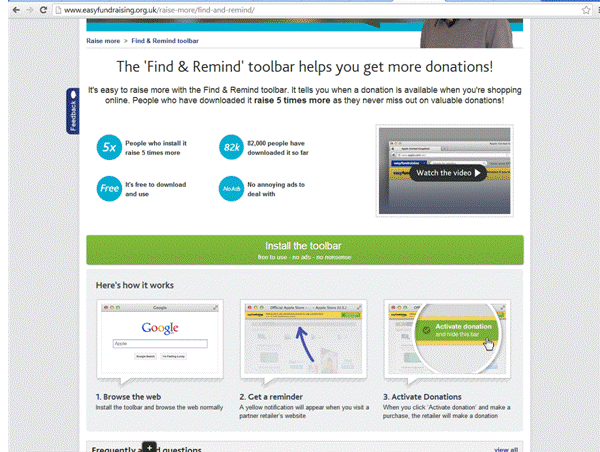 www.easyfundraising.org.uk/raise-more/find-and-remind/
Raise more > Find & Remind toolbar
The 'Find & Remind' toolbar helps you get more donations!
It's easy to raise more with the Find & Remind toolbar. It tells you when a donation is available when you're shopping
online. People who have downloaded it raise 5 times more as they never miss out on valuable donations!
Feedback
5x
People who install it
raise 5 times more
82k
82,000 people have
downloaded it so far
Free
It's free to download
and use
No Ads
No annoying ads to
deal with
Watch the video
Install the toolbar
free to use - no ads - no nonsense
Here's how it works
Google
Google
Apple
Google Search
I'm Feeling Lucky
Official Apple Store
Activate donation
and hide this bar
1. Browse the web
Install the toolbar and browse the web normally
2. Get a reminder
A yellow notification will appear when you visit a
partner retailer's website
3. Activate Donations
When you click 'Activate donation' and make a
purchase, the retailer will make a donation
Frequently questions
view all